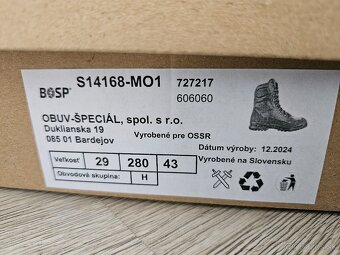 S14168-MO1
727217
BOSP®
606060
OBUV-ŠPECIÁL, spol. s r.o.
Duklianska 19
085 01 Bardejov
Vyrobené pre OSSR
Dátum výroby: 12.2024
Veľkosť 29 280 43
Vyrobené na Slovensku
Obvodová skupina: H